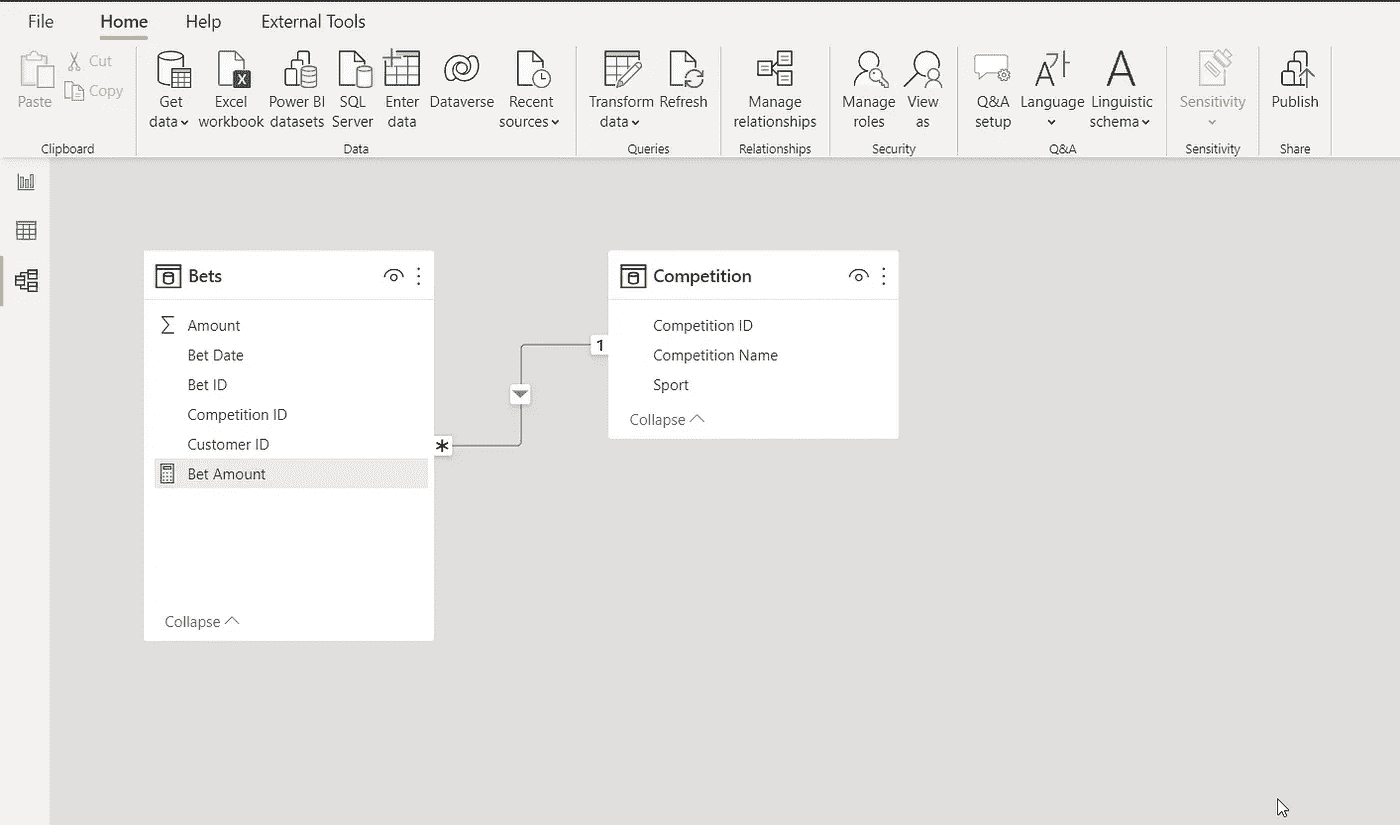 File Home Help External Tools
Paste
Cut
Copy
Get data
Excel workbook
Power BI datasets
SQL Server
Enter data
Dataverse
Recent sources
Transform data
Refresh
Manage relationships
Manage roles
View as
Q&A setup
Language
Linguistic schema
Sensitivity
Publish
Clipboard Data Queries Relationships Security Q&A Sensitivity Share
Bets
Amount
Bet Date
Bet ID
Competition ID
Customer ID
Bet Amount
Collapse
*
1
Competition
Competition ID
Competition Name
Sport
Collapse